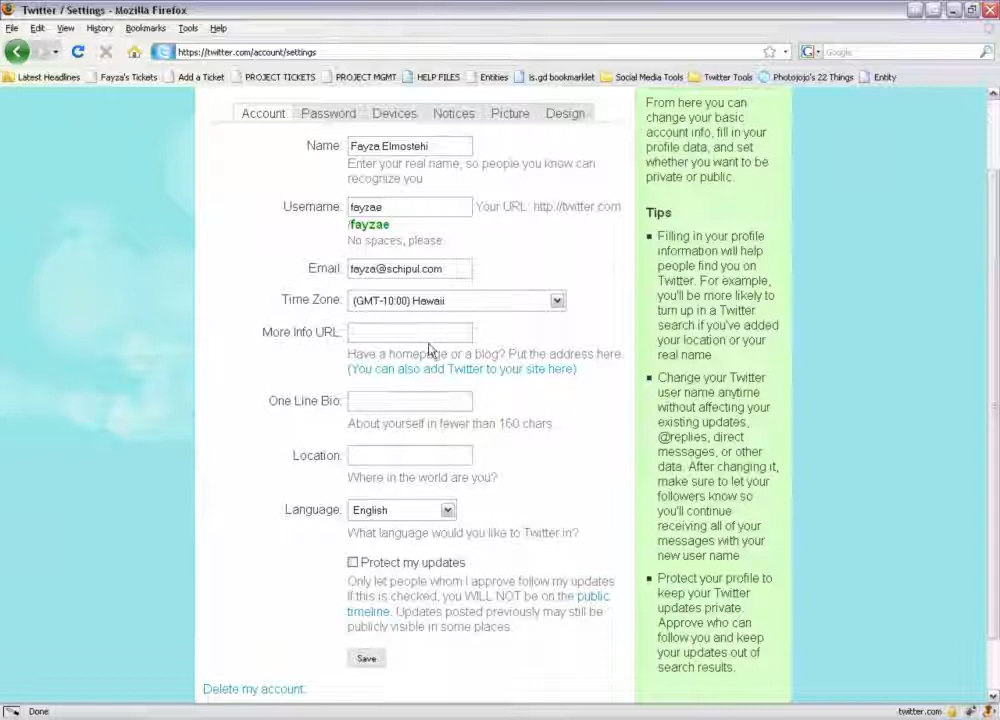 Twitter / Settings - Mozilla Firefox
File Edit View History Bookmarks Tools Help
https://twitter.com/account/settings
Google
Latest Headlines Fayza's Tickets Add a Ticket PROJECT TICKETS PROJECT MGMT HELP FILES Entities is.gd bookmarklet Social Media Tools Twitter Tools Photojojo's 22 Things Entity
Account Password Devices Notices Picture Design
Name: Fayza Elmostehi
Enter your real name, so people you know can
recognize you
Username: fayzae Your URL: http://twitter.com
/fayzae
No spaces, please.
Email: fayza@schipul.com
Time Zone: (GMT-10:00) Hawaii
More Info URL:
Have a homepage or a blog? Put the address here.
(You can also add Twitter to your site here)
One Line Bio:
About yourself in fewer than 160 chars.
Location:
Where in the world are you?
Language: English
What language would you like to Twitter in?
Protect my updates
Only let people whom I approve follow my updates.
If this is checked, you WILL NOT be on the public
timeline. Updates posted previously may still be
publicly visible in some places.
Save
Delete my account.
From here you can
change your basic
account info, fill in your
profile data, and set
whether you want to be
private or public.
Tips
Filling in your profile
information will help
people find you on
Twitter. For example,
you'll be more likely to
turn up in a Twitter
search if you've added
your location or your
real name
Change your Twitter
user name anytime
without affecting your
existing updates,
@replies, direct
messages, or other
data. After changing it,
make sure to let your
followers know so
you'll continue
receiving all of your
messages with your
new user name
Protect your profile to
keep your Twitter
updates private.
Approve who can
follow you and keep
your updates out of
search results.
Done
twitter.com